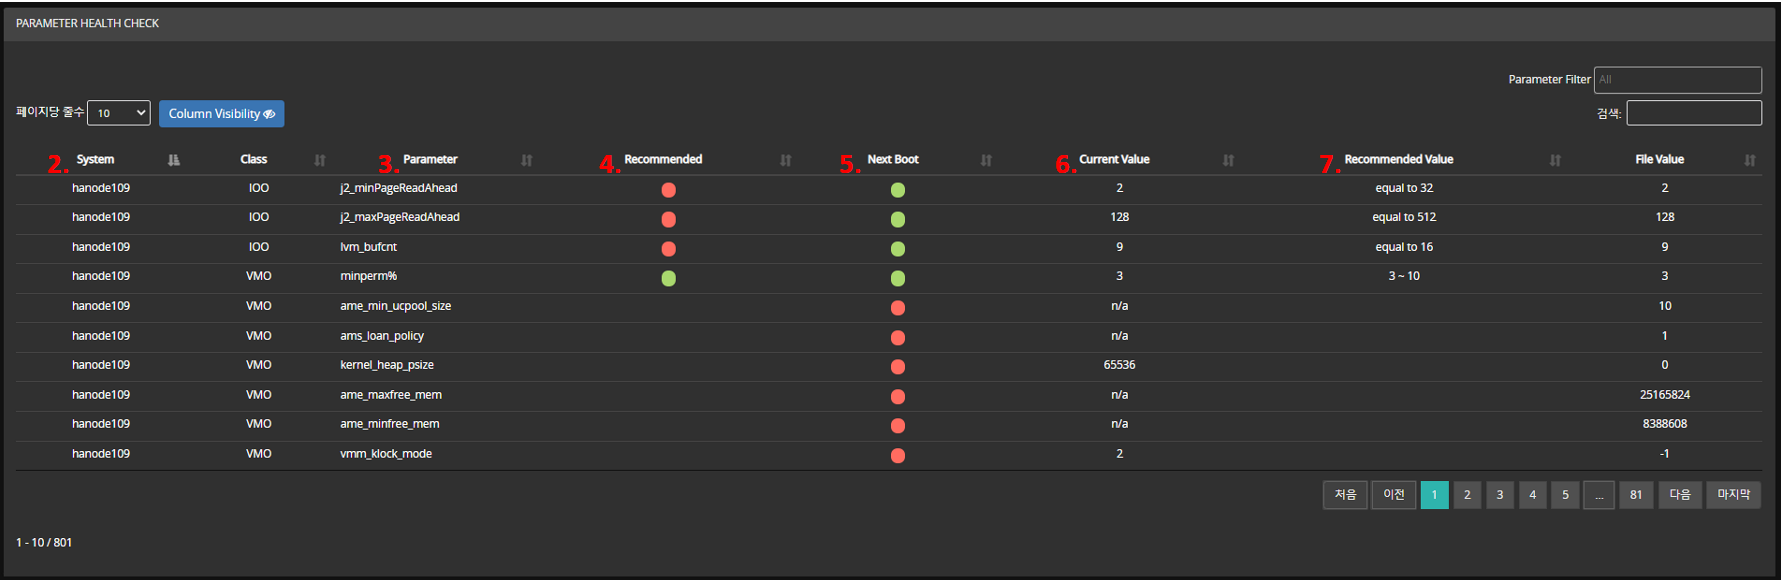 PARAMETER HEALTH CHECK
Parameter Filter All
페이지당 줄수 10 Column Visibility 검색:
2. System Class 3. Parameter 4. Recommended 5. Next Boot 6. Current Value 7. Recommended Value File Value
hanode109 IOO j2_minPageReadAhead 2 equal to 32 2
hanode109 IOO j2_maxPageReadAhead 128 equal to 512 128
hanode109 IOO lvm_bufcnt 9 equal to 16 9
hanode109 VMO minperm% 3 3 ~ 10 3
hanode109 VMO ame_min_ucpool_size n/a 10
hanode109 VMO ams_loan_policy n/a 1
hanode109 VMO kernel_heap_psize 65536 0
hanode109 VMO ame_maxfree_mem n/a 25165824
hanode109 VMO ame_minfree_mem n/a 8388608
hanode109 VMO vmm_klock_mode 2 -1
처음 이전 1 2 3 4 5 ... 81 다음 마지막
1 - 10 / 801